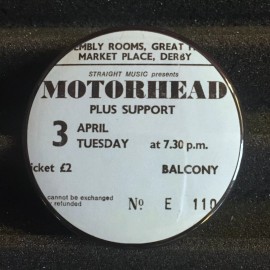 EMBLY ROOMS, GREAT
MARKET PLACE, DERBY
STRAIGHT MUSIC presents
MOTORHEAD
PLUS SUPPORT
3 APRIL
TUESDAY at 7.30 p.m.
icket £2 BALCONY
cannot be exchanged
refunded
Nº E 110